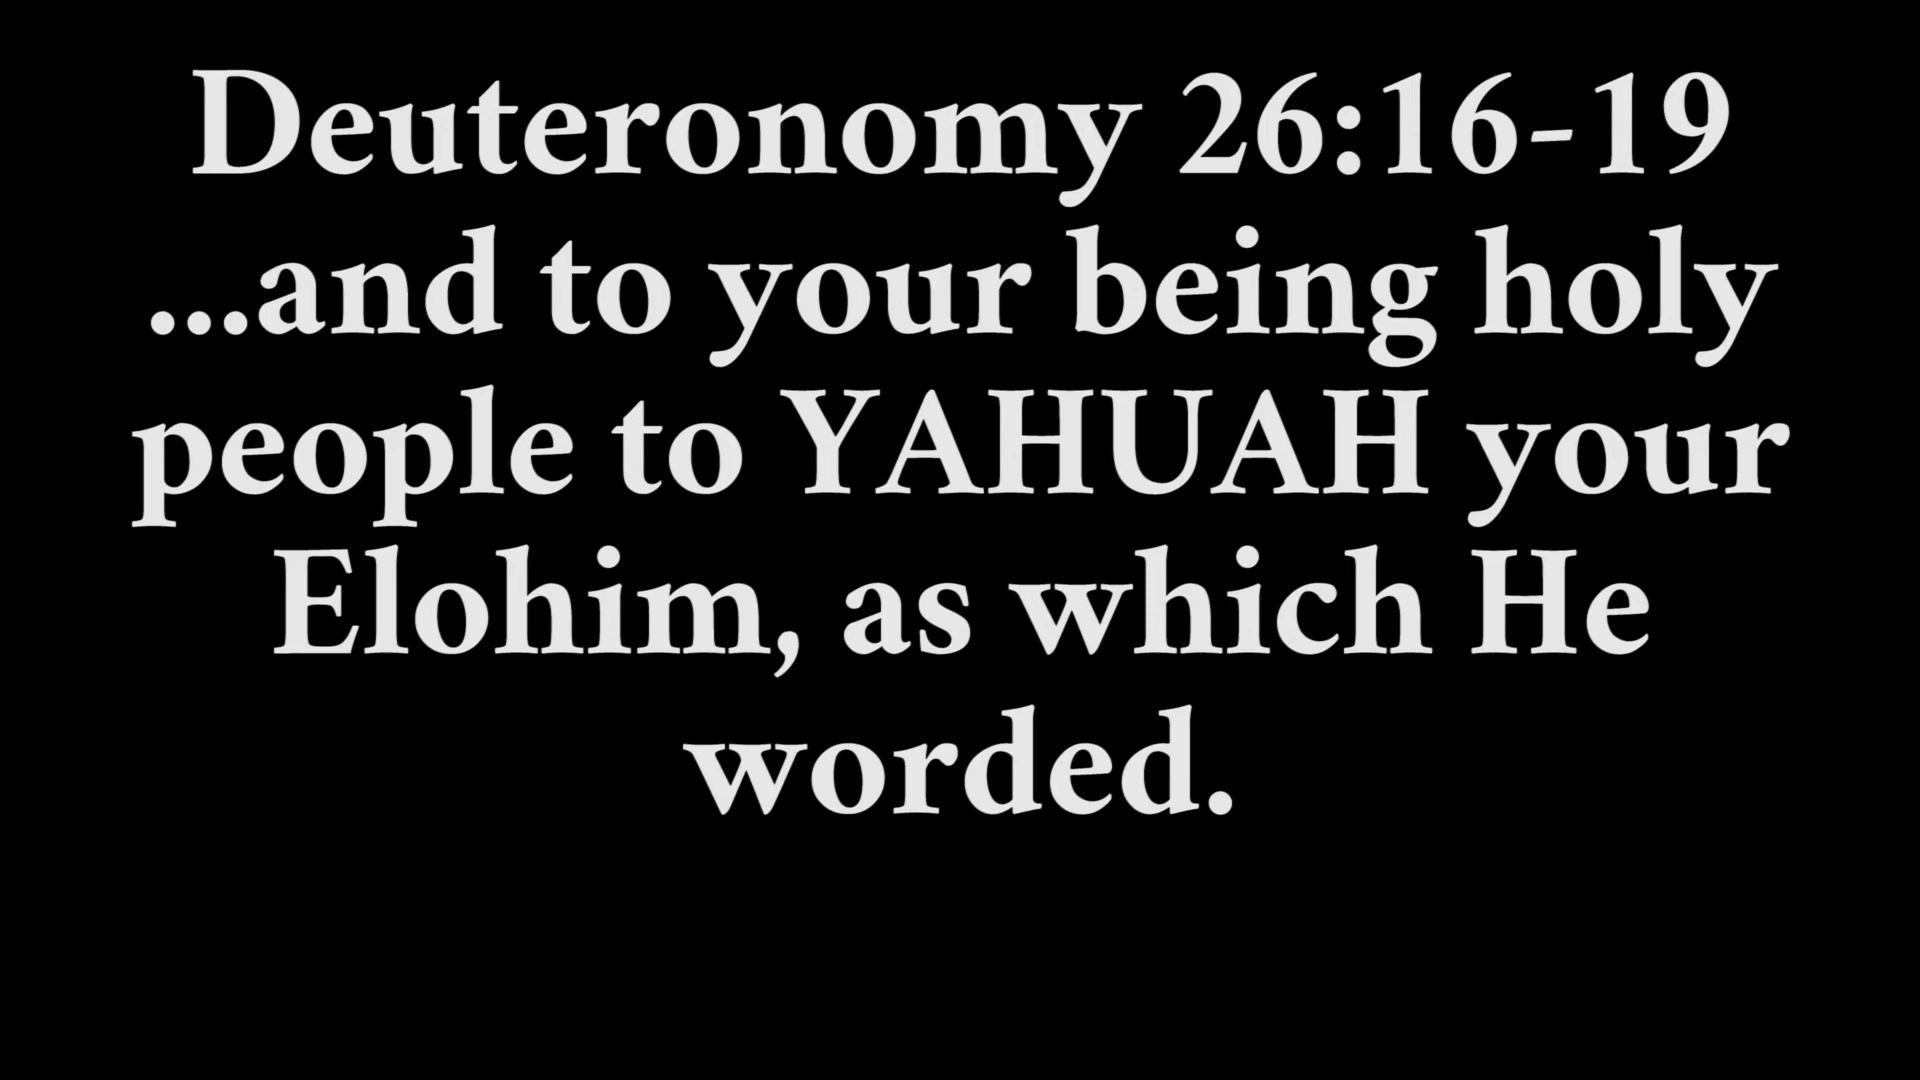 Deuteronomy 26:16-19
...and to your being holy
people to YAHUAH your
Elohim, as which He
worded.